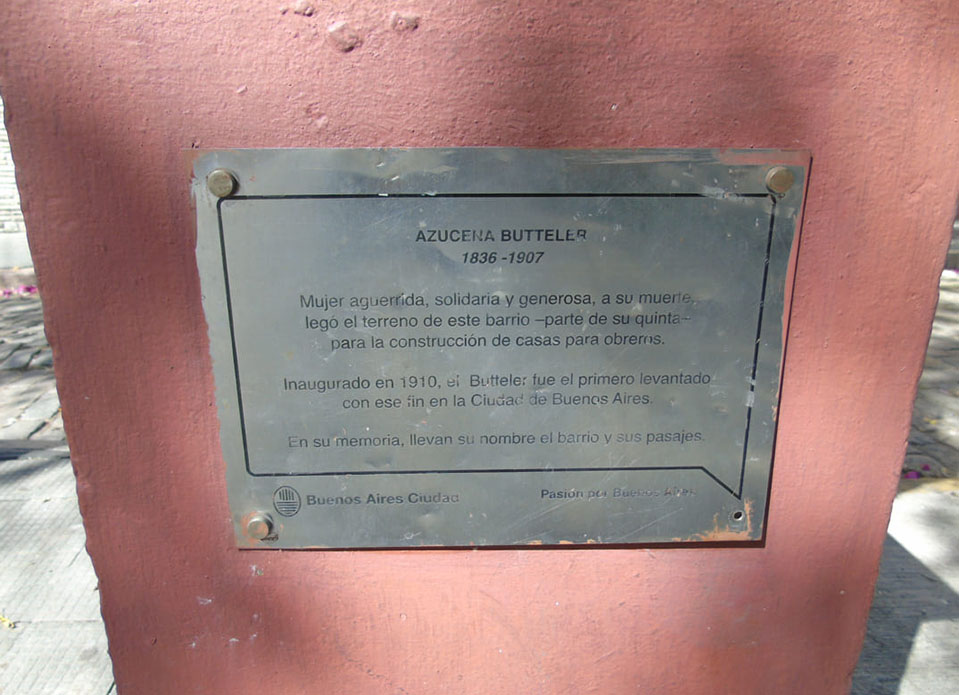 AZUCENA BUTTELER
1836 -1907
Mujer aguerrida, solidaria y generosa, a su muerte,
legó el terreno de este barrio –parte de su quinta–
para la construcción de casas para obreros.
Inaugurado en 1910, el Butteler fue el primero levantado
con ese fin en la Ciudad de Buenos Aires.
En su memoria, llevan su nombre el barrio y sus pasajes.
Buenos Aires Ciudad
Pasión por Buenos Aires